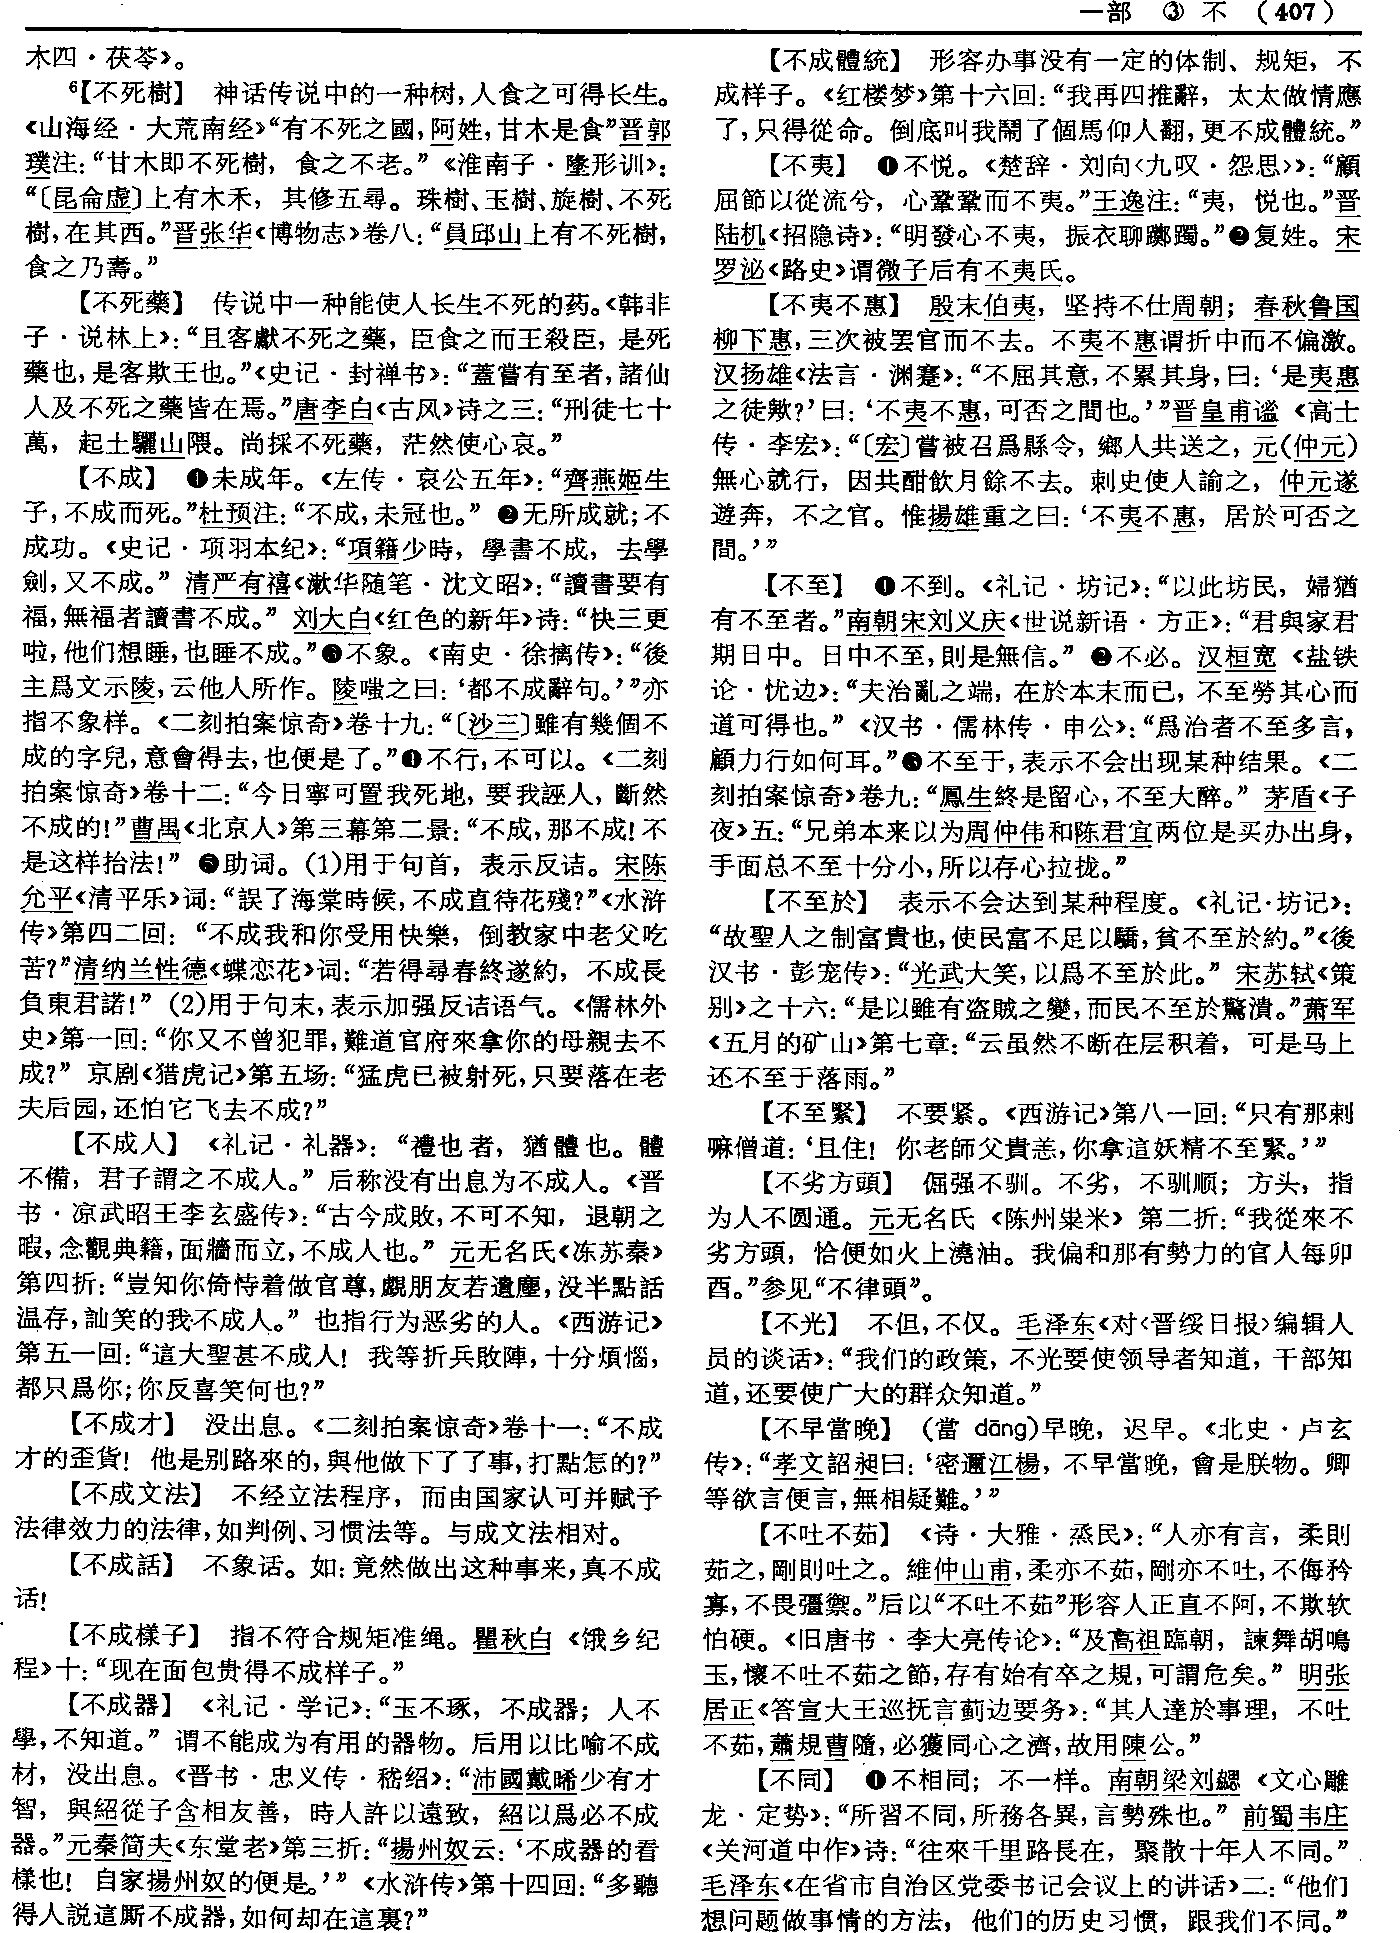 一部 ③ 不 （407）
木四·茯苓》。
⁶【不死樹】 神话传说中的一种树，人食之可得长生。
《山海经·大荒南经》“有不死之國，阿姓，甘木是食”晋郭
璞注：“甘木即不死樹，食之不老。”《淮南子·墬形训》：
“〔昆侖虚〕上有木禾，其修五尋。珠樹、玉樹、旋樹、不死
樹，在其西。”晋张华《博物志》卷八：“員邱山上有不死樹，
食之乃壽。”
【不死藥】 传说中一种能使人长生不死的药。《韩非
子·说林上》：“且客獻不死之藥，臣食之而王殺臣，是死
藥也，是客欺王也。”《史记·封禅书》：“蓋嘗有至者，諸仙
人及不死之藥皆在焉。”唐李白《古风》诗之三：“刑徒七十
萬，起土驪山隈。尚採不死藥，茫然使心哀。”
【不成】 ❶未成年。《左传·哀公五年》：“齊燕姬生
子，不成而死。”杜预注：“不成，未冠也。” ❷无所成就；不
成功。《史记·项羽本纪》：“項籍少時，學書不成，去學
劍，又不成。” 清严有禧《漱华随笔·沈文昭》：“讀書要有
福，無福者讀書不成。” 刘大白《红色的新年》诗：“快三更
啦，他们想睡，也睡不成。”❸不象。《南史·徐摛传》：“後
主爲文示陵，云他人所作。陵嗤之曰：‘都不成辭句。’”亦
指不象样。《二刻拍案惊奇》卷十九：“〔沙三〕雖有幾個不
成的字兒，意會得去，也便是了。”❹不行，不可以。《二刻
拍案惊奇》卷十二：“今日寧可置我死地，要我誣人，斷然
不成的！”曹禺《北京人》第三幕第二景：“不成，那不成！不
是这样抬法！” ❺助词。(1)用于句首，表示反诘。宋陈
允平《清平乐》词：“誤了海棠時候，不成直待花殘？”《水浒
传》第四二回：“不成我和你受用快樂，倒教家中老父吃
苦？”清纳兰性德《蝶恋花》词：“若得尋春終遂約，不成長
負東君諾！” (2)用于句末，表示加强反诘语气。《儒林外
史》第一回：“你又不曾犯罪，難道官府來拿你的母親去不
成？” 京剧《猎虎记》第五场：“猛虎已被射死，只要落在老
夫后园，还怕它飞去不成？”
【不成人】 《礼记·礼器》：“禮也者，猶體也。體
不備，君子謂之不成人。” 后称没有出息为不成人。《晋
书·凉武昭王李玄盛传》：“古今成敗，不可不知，退朝之
暇，念觀典籍，面牆而立，不成人也。” 元无名氏《冻苏秦》
第四折：“豈知你倚恃着做官尊，覷朋友若遺塵，没半點話
温存，訕笑的我不成人。” 也指行为恶劣的人。《西游记》
第五一回：“這大聖甚不成人！我等折兵敗陣，十分煩惱，
都只爲你；你反喜笑何也？”
【不成才】 没出息。《二刻拍案惊奇》卷十一：“不成
才的歪貨！他是别路來的，與他做下了了事，打點怎的？”
【不成文法】 不经立法程序，而由国家认可并赋予
法律效力的法律，如判例、习惯法等。与成文法相对。
【不成話】 不象话。如：竟然做出这种事来，真不成
话！
【不成樣子】 指不符合规矩准绳。瞿秋白《饿乡纪
程》十：“现在面包贵得不成样子。”
【不成器】 《礼记·学记》：“玉不琢，不成器；人不
學，不知道。” 谓不能成为有用的器物。后用以比喻不成
材，没出息。《晋书·忠义传·嵇绍》：“沛國戴晞少有才
智，與紹從子含相友善，時人許以遠致，紹以爲必不成
器。”元秦简夫《东堂老》第三折：“揚州奴云：‘不成器的看
樣也！自家揚州奴的便是。’”《水浒传》第十四回：“多聽
得人説這厮不成器，如何却在這裏？”
【不成體統】 形容办事没有一定的体制、规矩，不
成样子。《红楼梦》第十六回：“我再四推辭，太太做情應
了，只得從命。倒底叫我鬧了個馬仰人翻，更不成體統。”
【不夷】 ❶不悦。《楚辞·刘向〈九叹·怨思〉》：“顧
屈節以從流兮，心鞏鞏而不夷。”王逸注：“夷，悦也。”晋
陆机《招隐诗》：“明發心不夷，振衣聊躑躅。”❷复姓。宋
罗泌《路史》谓微子后有不夷氏。
【不夷不惠】 殷末伯夷，坚持不仕周朝；春秋鲁国
柳下惠，三次被罢官而不去。不夷不惠谓折中而不偏激。
汉扬雄《法言·渊骞》：“不屈其意，不累其身，曰：‘是夷惠
之徒歟？’曰：‘不夷不惠，可否之間也。’”晋皇甫谧《高士
传·李宏》：“〔宏〕嘗被召爲縣令，鄉人共送之，元（仲元）
無心就行，因共酣飲月餘不去。刺史使人諭之，仲元遂
遊奔，不之官。惟揚雄重之曰：‘不夷不惠，居於可否之
間。’”
【不至】 ❶不到。《礼记·坊记》：“以此坊民，婦猶
有不至者。”南朝宋刘义庆《世说新语·方正》：“君與家君
期日中。日中不至，則是無信。” ❷不必。汉桓宽《盐铁
论·忧边》：“夫治亂之端，在於本末而已，不至勞其心而
道可得也。”《汉书·儒林传·申公》：“爲治者不至多言，
顧力行如何耳。”❸不至于，表示不会出现某种结果。《二
刻拍案惊奇》卷九：“鳳生終是留心，不至大醉。” 茅盾《子
夜》五：“兄弟本来以为周仲伟和陈君宜两位是买办出身，
手面总不至十分小，所以存心拉拢。”
【不至於】 表示不会达到某种程度。《礼记·坊记》：
“故聖人之制富貴也，使民富不足以驕，貧不至於約。”《後
汉书·彭宠传》：“光武大笑，以爲不至於此。” 宋苏轼《策
别》之十六：“是以雖有盜賊之變，而民不至於驚潰。”萧军
《五月的矿山》第七章：“云虽然不断在层积着，可是马上
还不至于落雨。”
【不至緊】 不要紧。《西游记》第八一回：“只有那剌
嘛僧道：‘且住！你老師父貴恙，你拿這妖精不至緊。’”
【不劣方頭】 倔强不驯。不劣，不驯顺；方头，指
为人不圆通。元无名氏《陈州粜米》第二折：“我從來不
劣方頭，恰便如火上澆油。我偏和那有勢力的官人每卯
酉。”参见“不律頭”。
【不光】 不但，不仅。毛泽东《对〈晋绥日报〉编辑人
员的谈话》：“我们的政策，不光要使领导者知道，干部知
道，还要使广大的群众知道。”
【不早當晚】 （當 dāng）早晚，迟早。《北史·卢玄
传》：“孝文詔昶曰：‘密邇江楊，不早當晚，會是朕物。卿
等欲言便言，無相疑難。’”
【不吐不茹】 《诗·大雅·烝民》：“人亦有言，柔則
茹之，剛則吐之。維仲山甫，柔亦不茹，剛亦不吐，不侮矜
寡，不畏彊禦。”后以“不吐不茹”形容人正直不阿，不欺软
怕硬。《旧唐书·李大亮传论》：“及高祖臨朝，諫舞胡鳴
玉，懷不吐不茹之節，存有始有卒之規，可謂危矣。” 明张
居正《答宣大王巡抚言蓟边要务》：“其人達於事理，不吐
不茹，蕭規曹隨，必獲同心之濟，故用陳公。”
【不同】 ❶不相同；不一样。南朝梁刘勰《文心雕
龙·定势》：“所習不同，所務各異，言勢殊也。” 前蜀韦庄
《关河道中作》诗：“往來千里路長在，聚散十年人不同。”
毛泽东《在省市自治区党委书记会议上的讲话》二：“他们
想问题做事情的方法，他们的历史习惯，跟我们不同。”